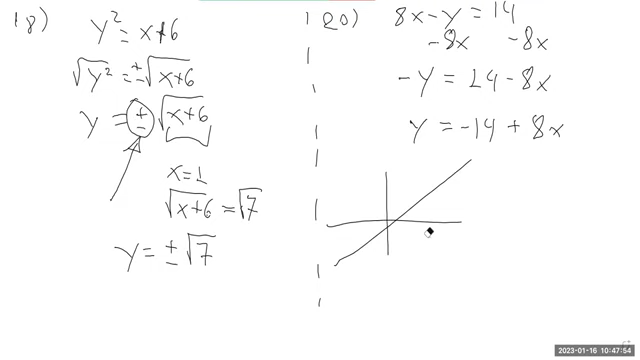 18)
y² = x+6
√y² = ±√x+6
y = ± √x+6
x = 1
√x+6 = √7
y = ± √7
20)
8x - y = 14
-8x -8x
-y = 14 - 8x
y = -14 + 8x
2023-01-16 10:47:54